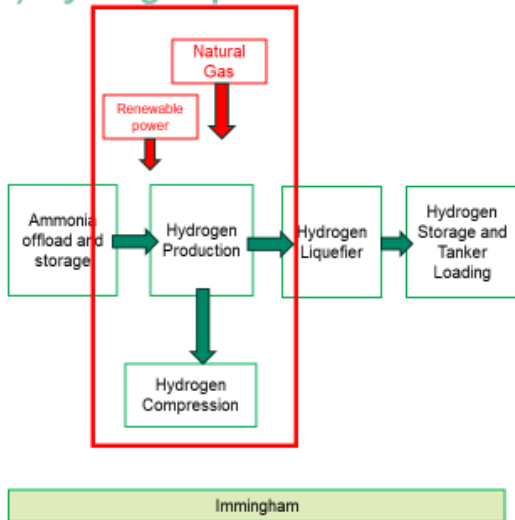 Natural
Gas
Renewable
power
Ammonia
offload and
storage
Hydrogen
Production
Hydrogen
Liquefier
Hydrogen
Storage and
Tanker
Loading
Hydrogen
Compression
Immingham